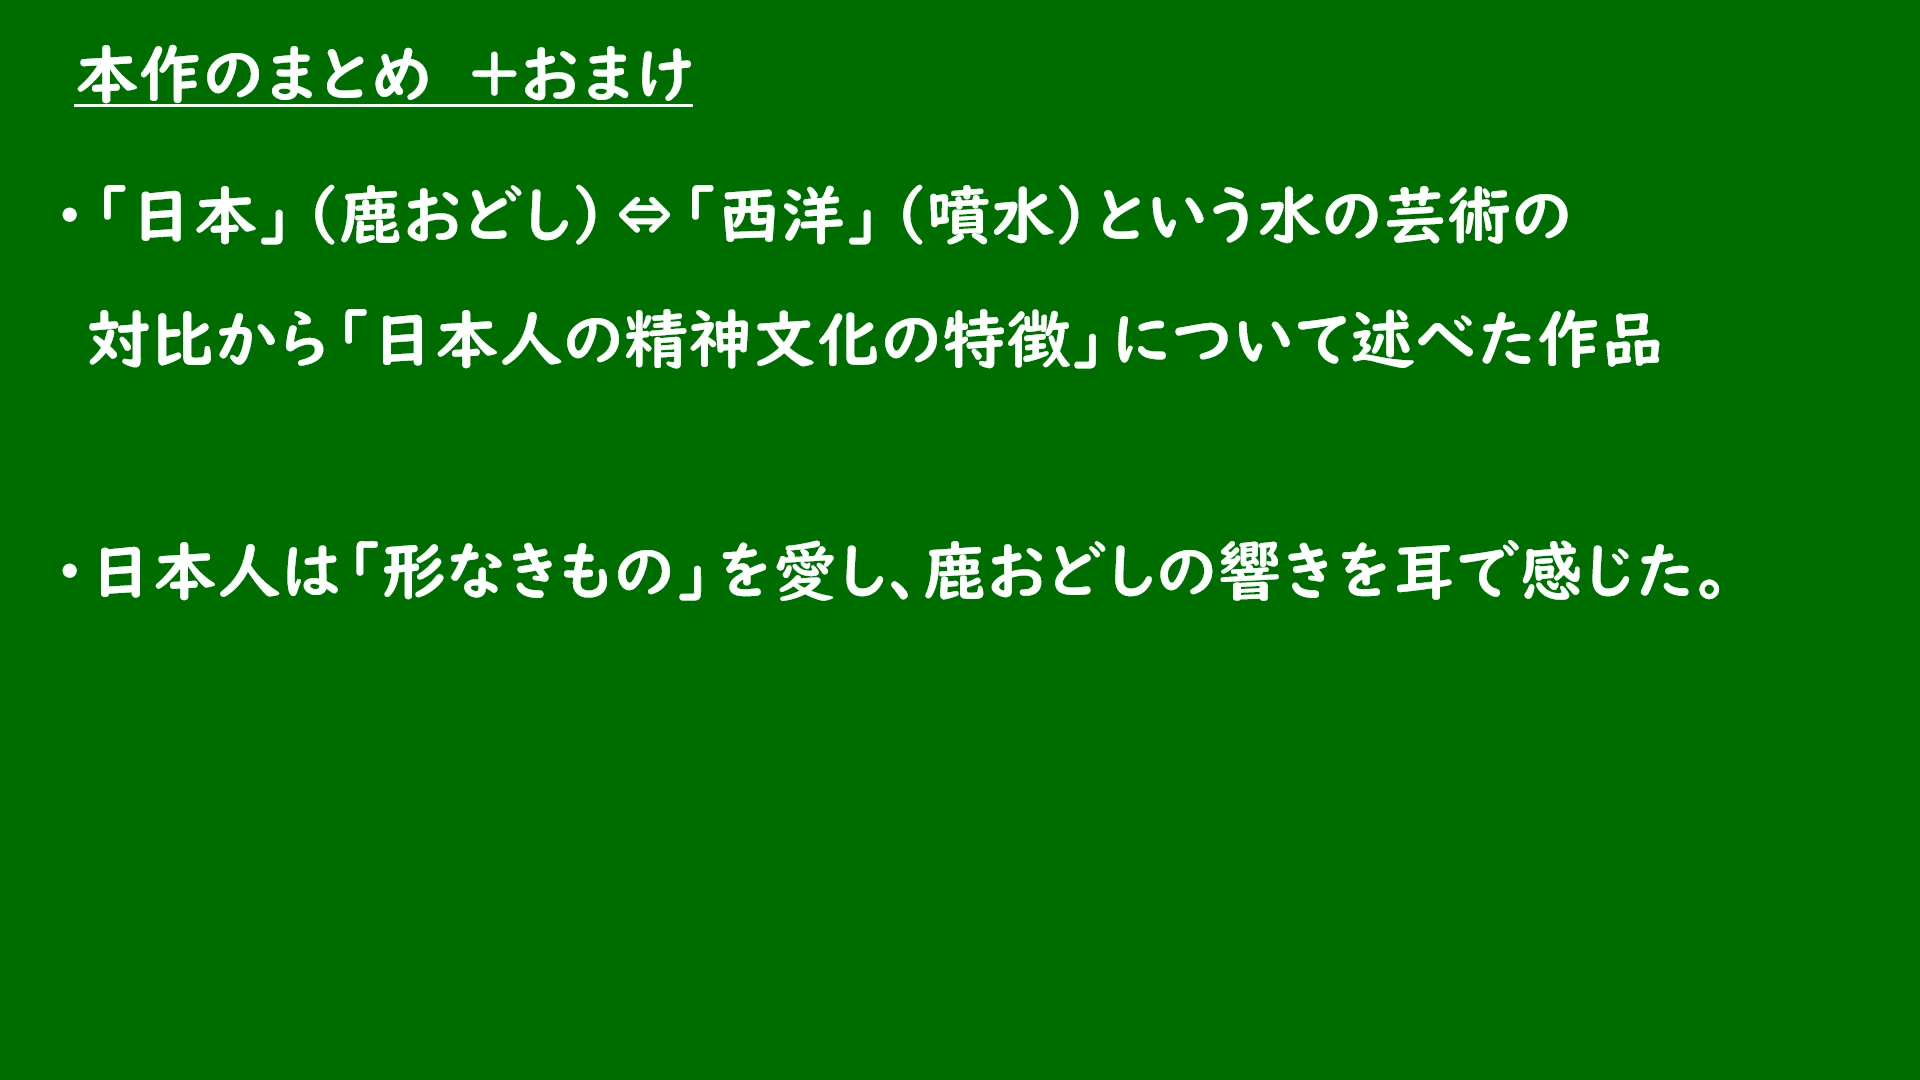 本作のまとめ　＋おまけ
・「日本」（鹿おどし）⇔「西洋」（噴水）という水の芸術の
対比から「日本人の精神文化の特徴」について述べた作品
・日本人は「形なきもの」を愛し、鹿おどしの響きを耳で感じた。